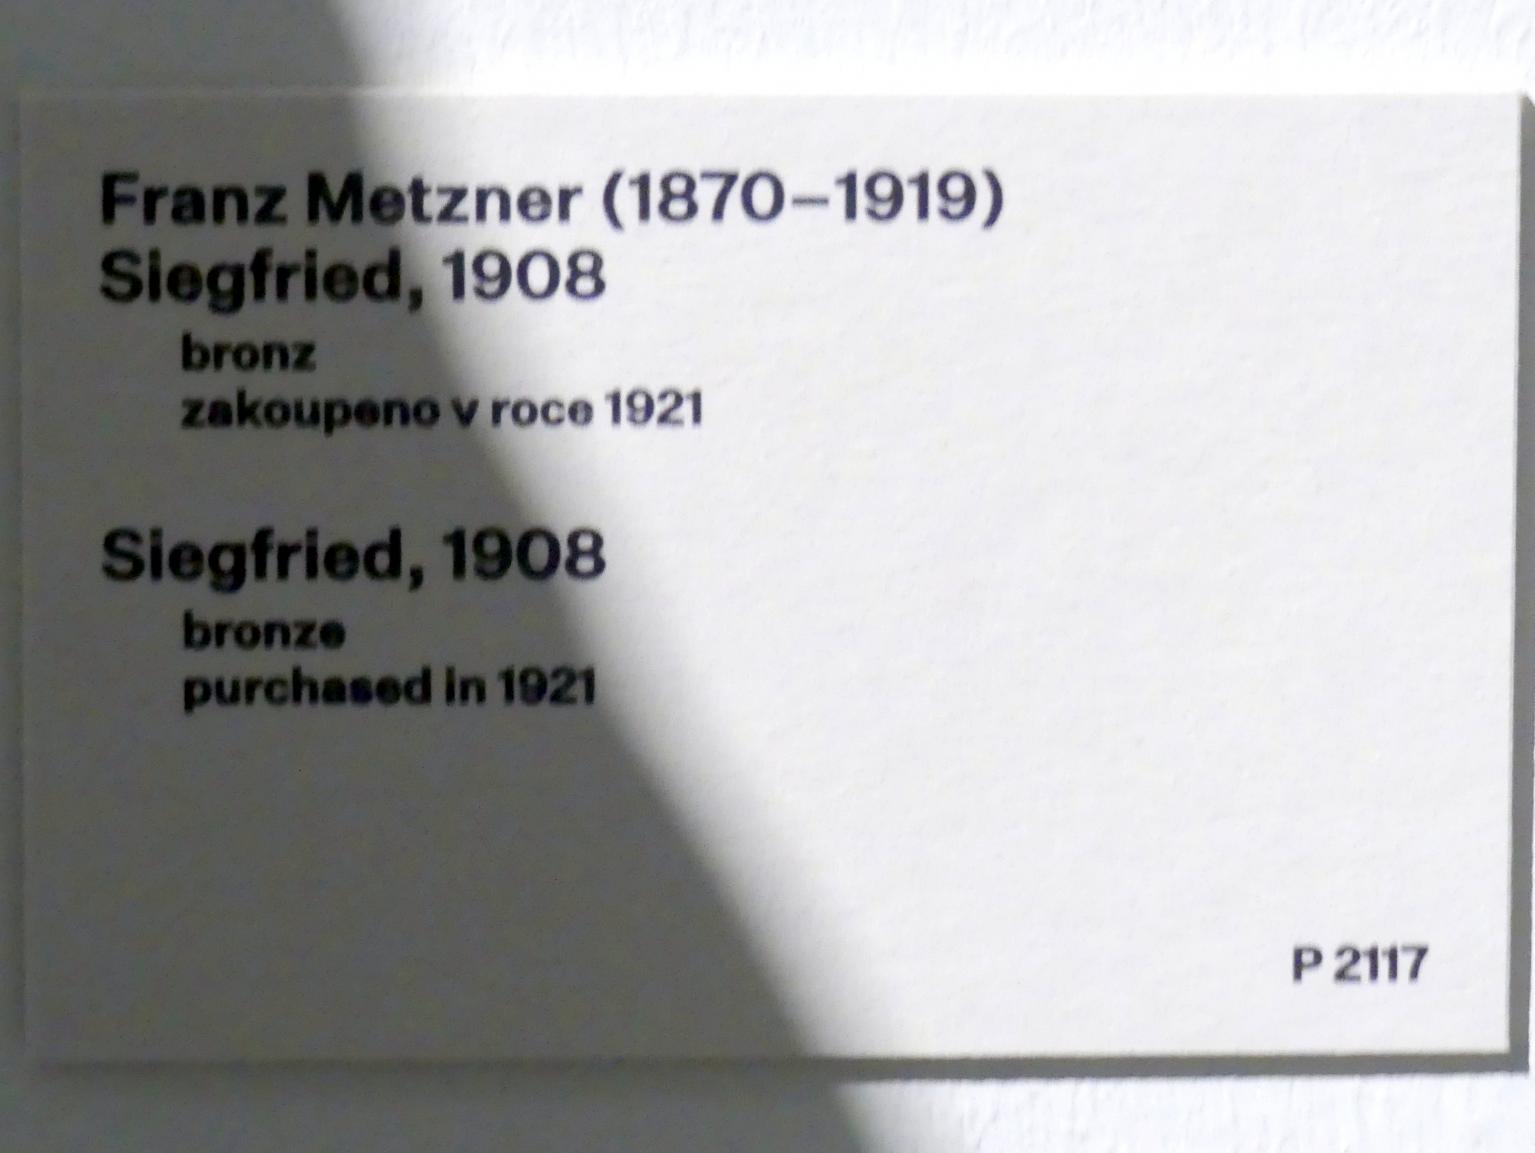 Franz Metzner (1870–1919)
Siegfried, 1908
bronz
zakoupeno v roce 1921
Siegfried, 1908
bronze
purchased in 1921
P 2117